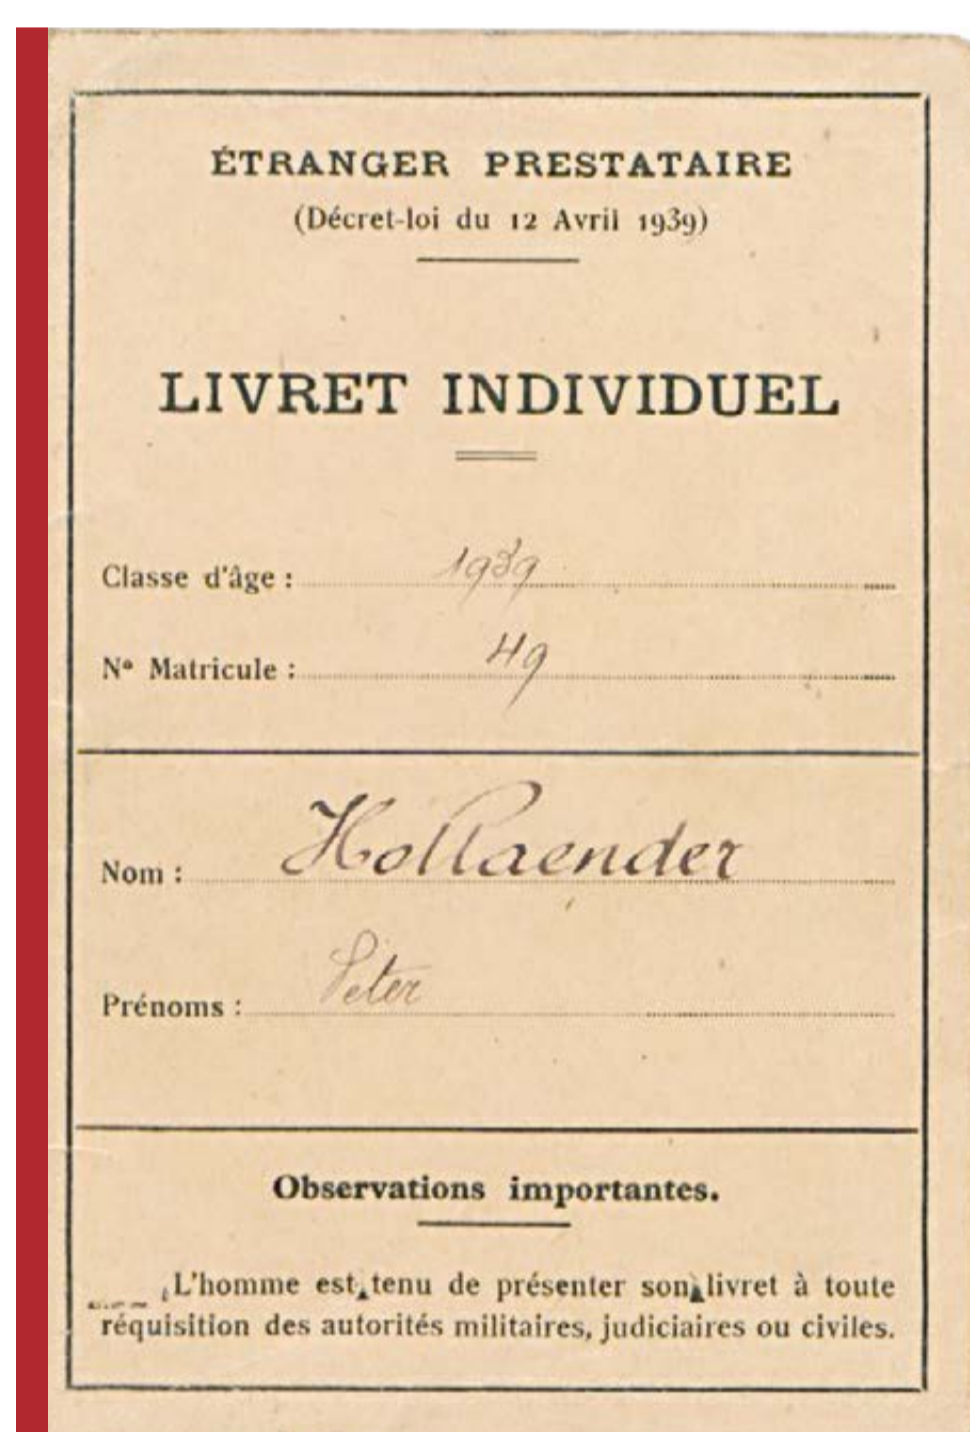 ÉTRANGER PRESTATAIRE
(Décret-loi du 12 Avril 1939)
LIVRET INDIVIDUEL
Classe d'âge : 1939
Nº Matricule : 49
Nom : Hollaender
Prénoms : Peter
Observations importantes.
L'homme est tenu de présenter son livret à toute
réquisition des autorités militaires, judiciaires ou civiles.